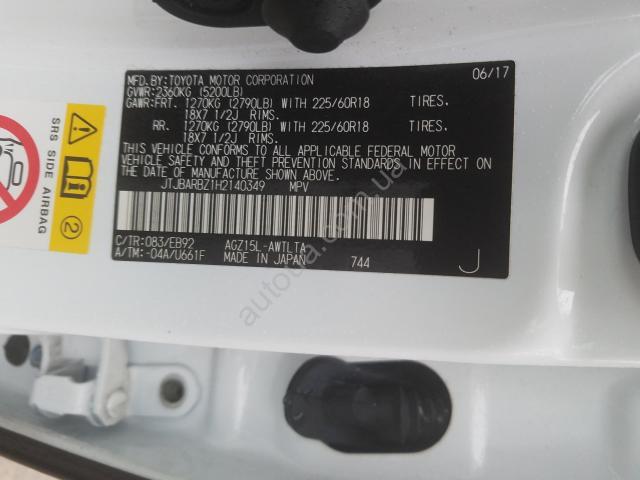 MFD.BY:TOYOTA MOTOR CORPORATION 06/17
GVWR:2360KG (5200LB)
GAWR:FRT. 1270KG (2790LB) WITH 225/60R18 TIRES.
18X7 1/2J RIMS.
RR. 1270KG (2790LB) WITH 225/60R18 TIRES.
18X7 1/2J RIMS.
THIS VEHICLE CONFORMS TO ALL APPLICABLE FEDERAL MOTOR
VEHICLE SAFETY AND THEFT PREVENTION STANDARDS IN EFFECT ON
THE DATE OF MANUFACTURE SHOWN ABOVE.
JTJBARBZ1H2140349 MPV
C/TR:083/EB92 AGZ15L-AWTLTA
A/TM:-04A/U661F MADE IN JAPAN 744 J
SRS SIDE AIRBAG
2
autoua.com.ua